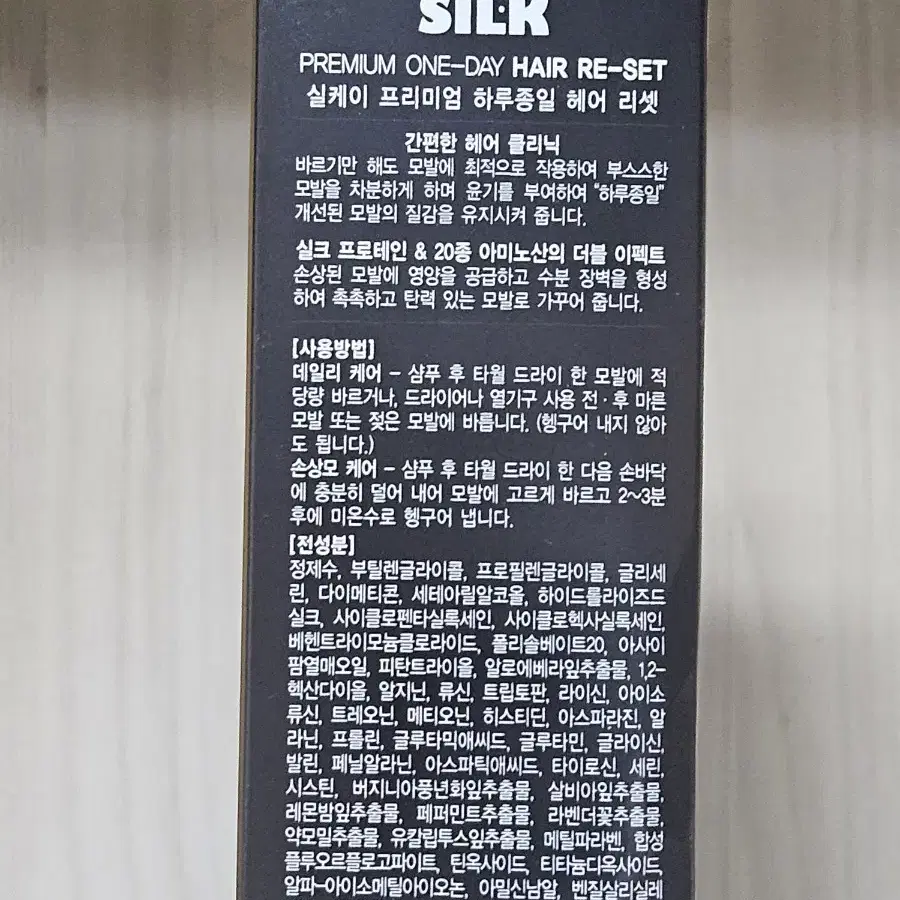 SILK
PREMIUM ONE-DAY HAIR RE-SET
실케이 프리미엄 하루종일 헤어 리셋
간편한 헤어 클리닉
바르기만 해도 모발에 최적으로 작용하여 부스스한
모발을 차분하게 하며 윤기를 부여하여 “하루종일”
개선된 모발의 질감을 유지시켜 줍니다.
실크 프로테인 & 20종 아미노산의 더블 이펙트
손상된 모발에 영양을 공급하고 수분 장벽을 형성
하여 촉촉하고 탄력 있는 모발로 가꾸어 줍니다.
[사용방법]
데일리 케어 - 샴푸 후 타월 드라이 한 모발에 적
당량 바르거나, 드라이어나 열기구 사용 전·후 마른
모발 또는 젖은 모발에 바릅니다. (헹구어 내지 않아
도 됩니다.)
손상모 케어 - 샴푸 후 타월 드라이 한 다음 손바닥
에 충분히 덜어 내어 모발에 고르게 바르고 2~3분
후에 미온수로 헹구어 냅니다.
[전성분]
정제수, 부틸렌글라이콜, 프로필렌글라이콜, 글리세
린, 다이메티콘, 세테아릴알코올, 하이드롤라이즈드
실크, 사이클로펜타실록세인, 사이클로헥사실록세인,
베헨트라이모늄클로라이드, 폴리솔베이트20, 아사이
팜열매오일, 피탄트라이올, 알로에베라잎추출물, 1,2-
헥산다이올, 알지닌, 류신, 트립토판, 라이신, 아이소
류신, 트레오닌, 메티오닌, 히스티딘, 아스파라진, 알
라닌, 프롤린, 글루타믹애씨드, 글루타민, 글라이신,
발린, 페닐알라닌, 아스파틱애씨드, 타이로신, 세린,
시스틴, 버지니아풍년화잎추출물, 살비아잎추출물,
레몬밤잎추출물, 페퍼민트추출물, 라벤더꽃추출물,
약모밀추출물, 유칼립투스잎추출물, 메틸파라벤, 합성
플루오르플로고파이트, 틴옥사이드, 티타늄디옥사이드,
알파-아이소메틸아이오논, 아밀신남알, 벤질살리실레